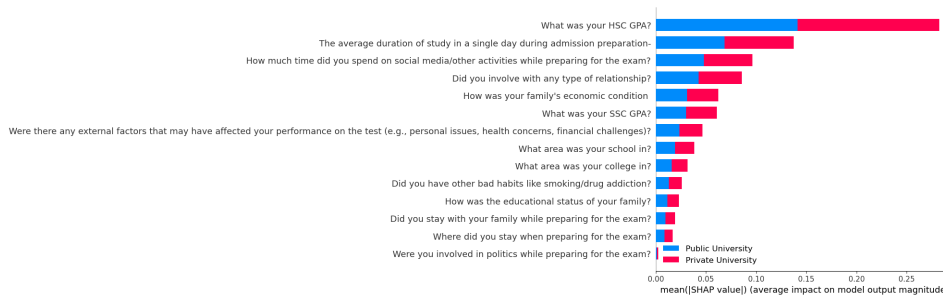 What was your HSC GPA?
The average duration of study in a single day during admission preparation-
How much time did you spend on social media/other activities while preparing for the exam?
Did you involve with any type of relationship?
How was your family's economic condition
What was your SSC GPA?
Were there any external factors that may have affected your performance on the test (e.g., personal issues, health concerns, financial challenges)?
What area was your school in?
What area was your college in?
Did you have other bad habits like smoking/drug addiction?
How was the educational status of your family?
Did you stay with your family while preparing for the exam?
Where did you stay when preparing for the exam?
Were you involved in politics while preparing for the exam?
Public University
Private University
0.00 0.05 0.10 0.15 0.20 0.25
mean(|SHAP value|) (average impact on model output magnitude